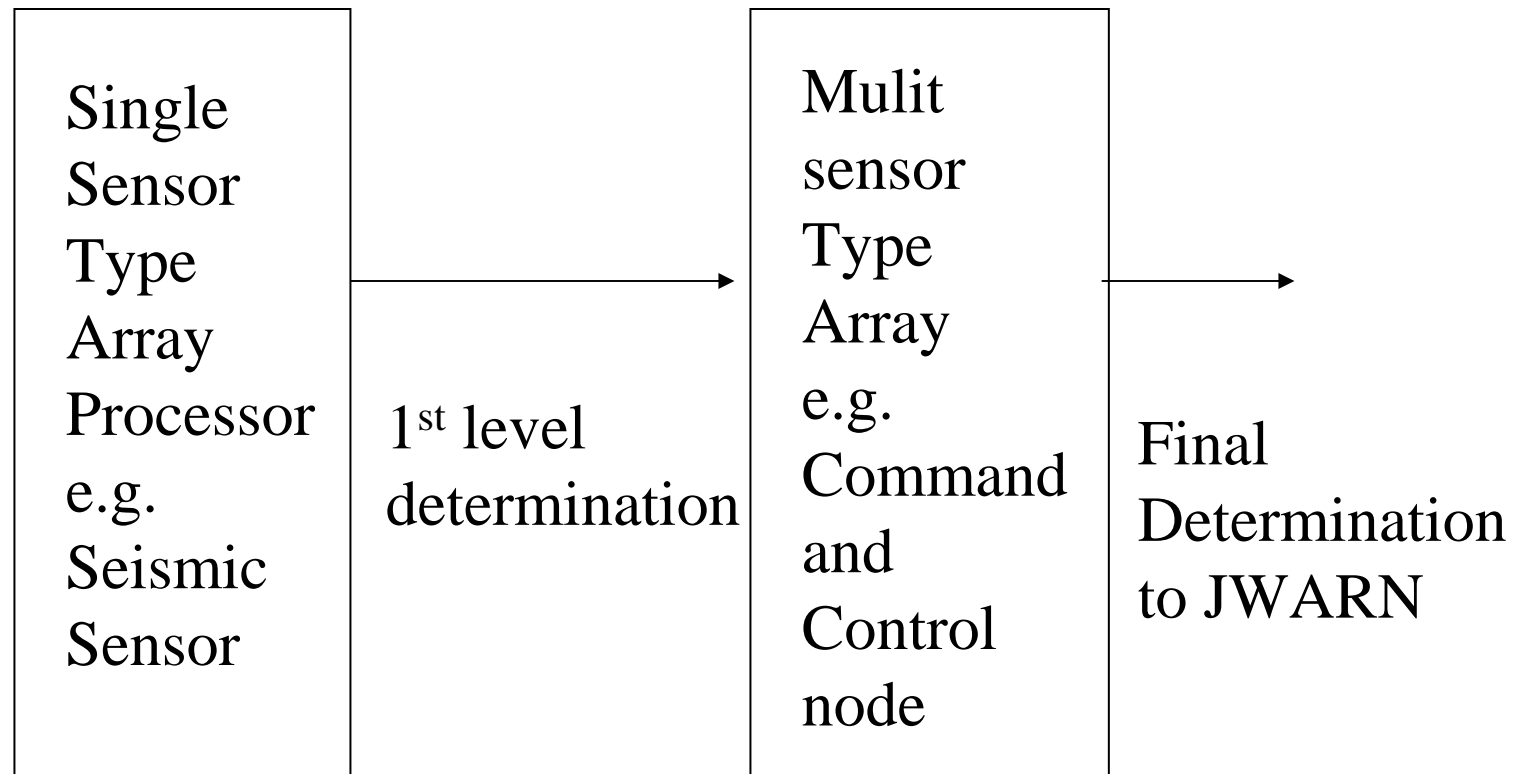 Single
Sensor
Type
Array
Processor
e.g.
Seismic
Sensor
1st level
determination
Mulit
sensor
Type
Array
e.g.
Command
and
Control
node
Final
Determination
to JWARN